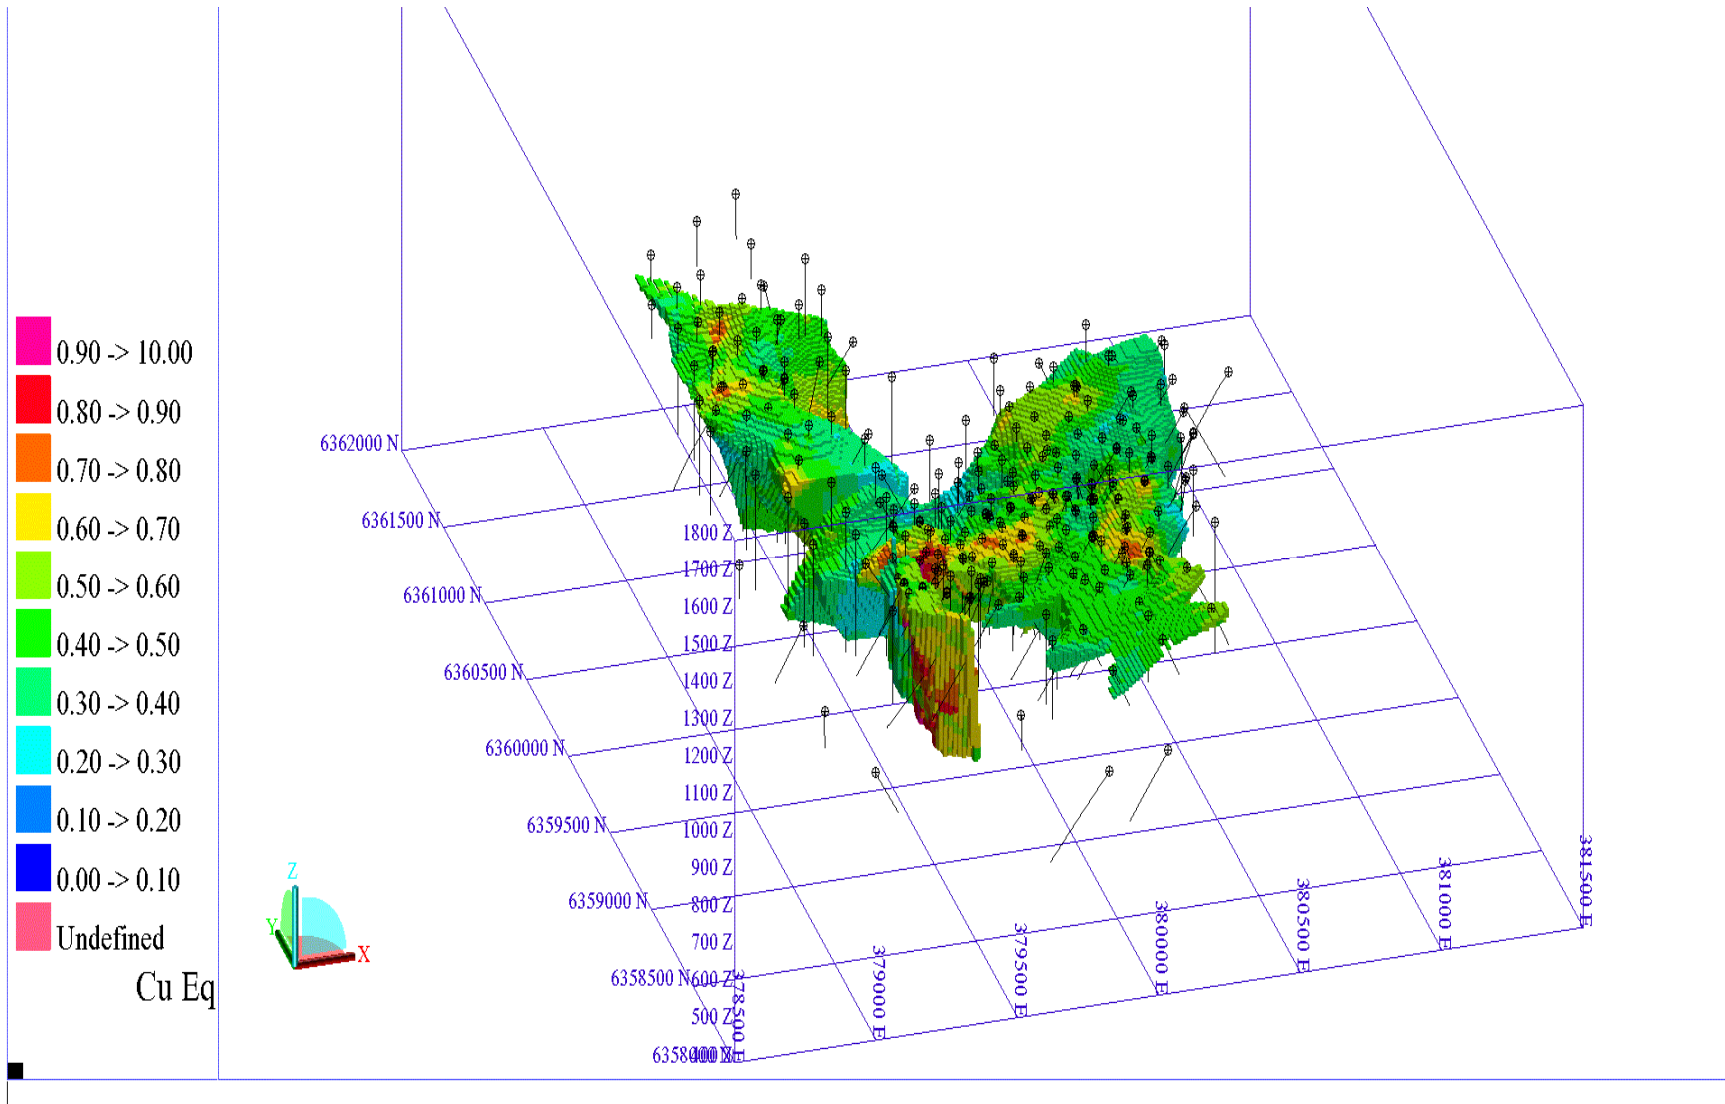 0.90 -> 10.00
0.80 -> 0.90
0.70 -> 0.80
0.60 -> 0.70
0.50 -> 0.60
0.40 -> 0.50
0.30 -> 0.40
0.20 -> 0.30
0.10 -> 0.20
0.00 -> 0.10
Undefined
Cu Eq
Z
Y
X
6362000 N
6361500 N
6361000 N
6360500 N
6360000 N
6359500 N
6359000 N
6358500 N
6358000 N
1800 Z
1700 Z
1600 Z
1500 Z
1400 Z
1300 Z
1200 Z
1100 Z
1000 Z
900 Z
800 Z
700 Z
600 Z
500 Z
400 Z
378500 E
379000 E
379500 E
380000 E
380500 E
381000 E
381500 E